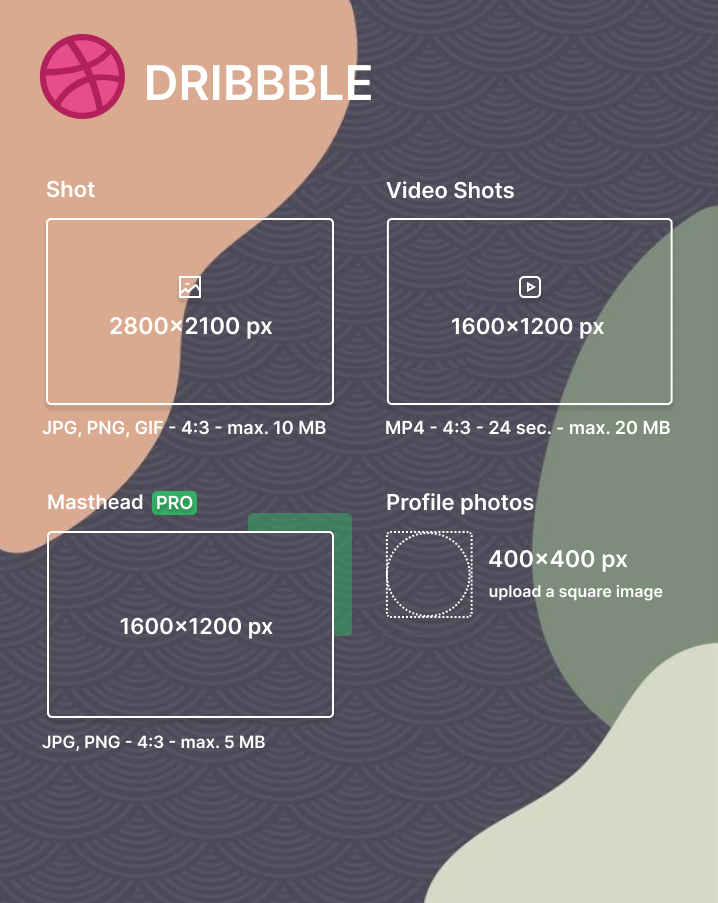 DRIBBBLE
Shot
2800×2100 px
JPG, PNG, GIF - 4:3 - max. 10 MB
Video Shots
1600×1200 px
MP4 - 4:3 - 24 sec. - max. 20 MB
Masthead PRO
1600×1200 px
JPG, PNG - 4:3 - max. 5 MB
Profile photos
400×400 px
upload a square image